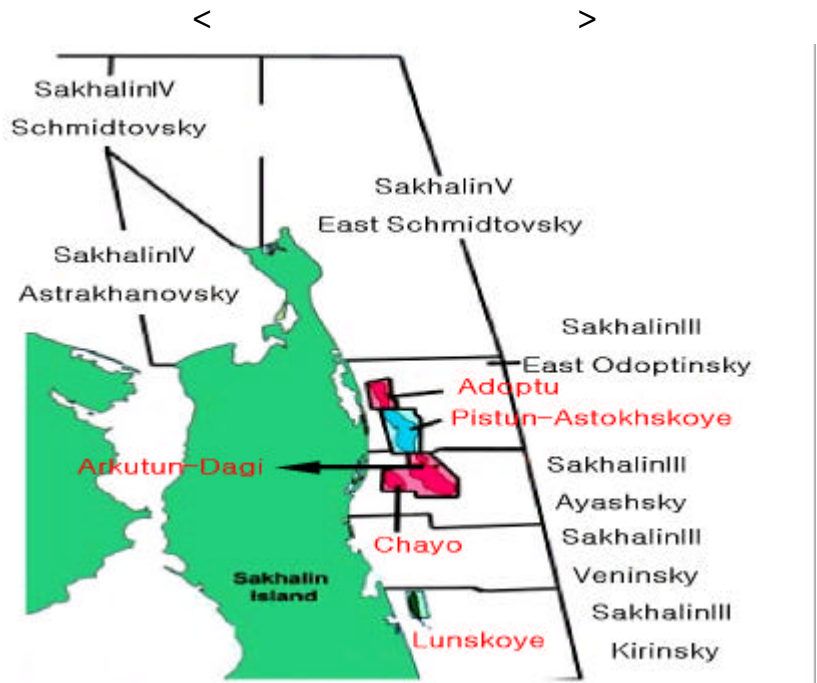 < >
SakhalinIV
Schmidtovsky
SakhalinV
East Schmidtovsky
SakhalinIV
Astrakhanovsky
SakhalinIII
East Odoptinsky
Adoptu
Pistun-Astokhskoye
Arkutun-Dagi
SakhalinIII
Ayashsky
Chayo
SakhalinIII
Veninsky
Sakhalin
Island
SakhalinIII
Kirinsky
Lunskoye